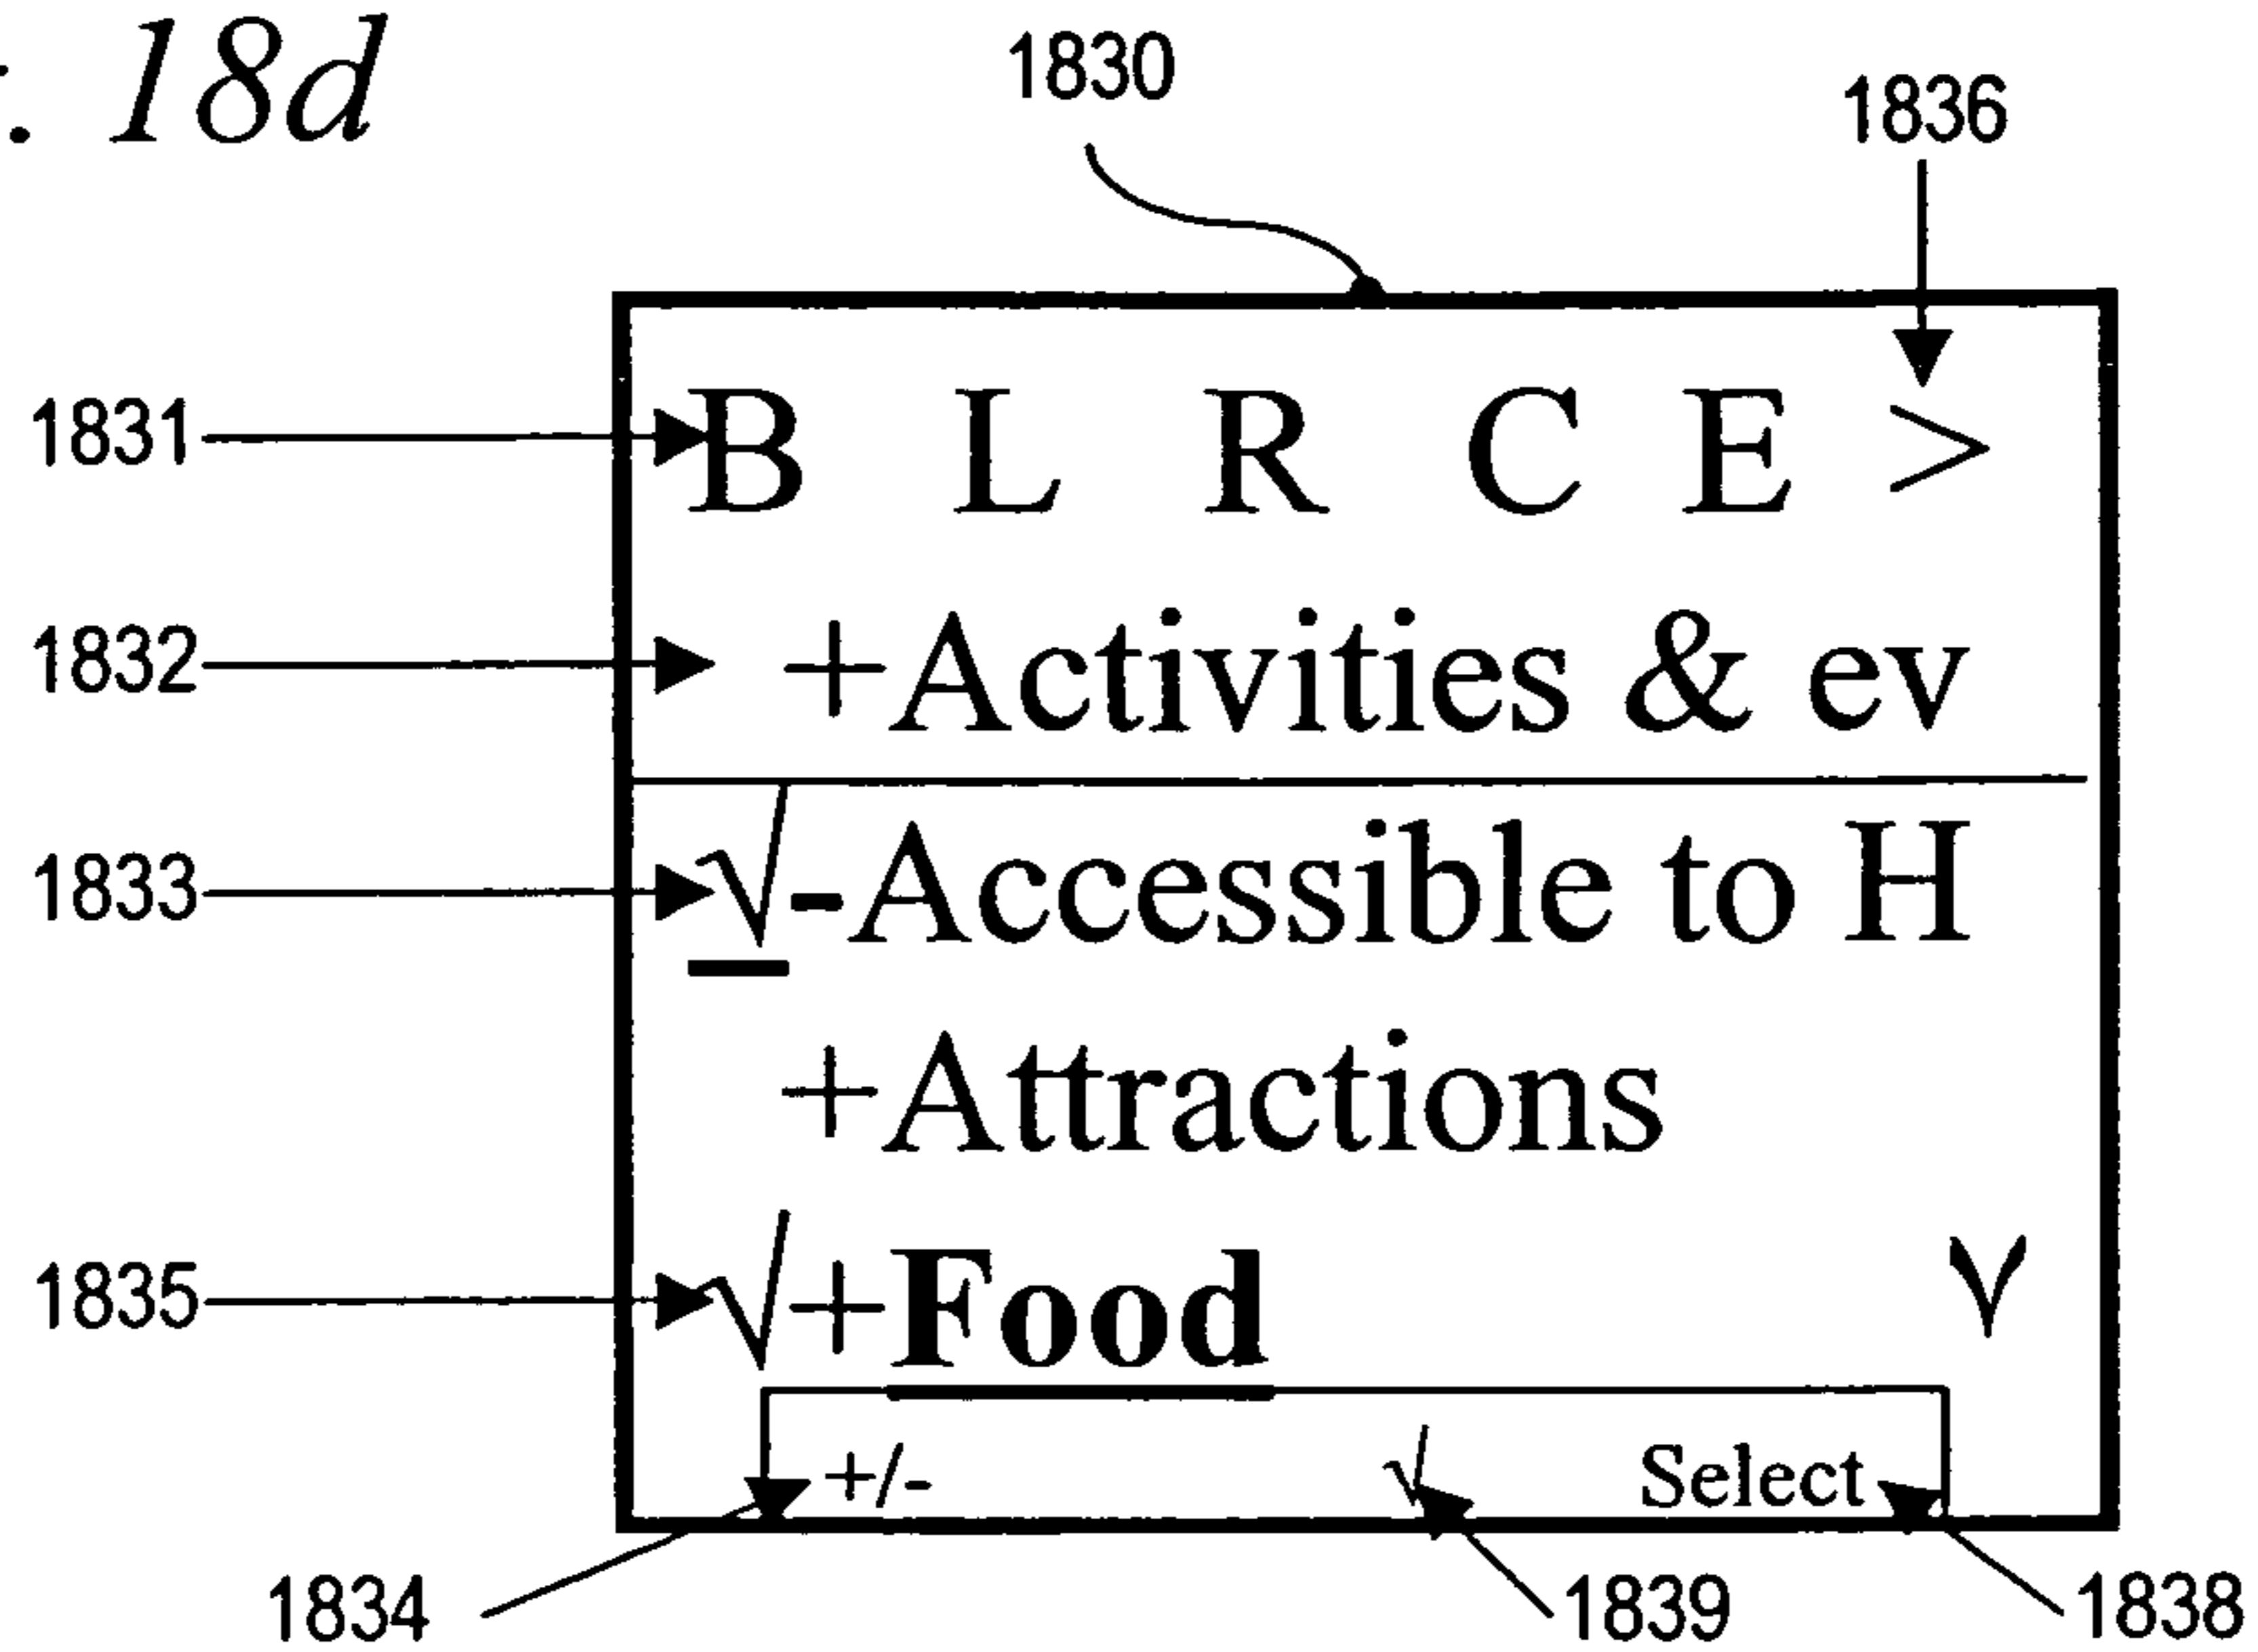 . 18d
1830
1836
1831 B L R C E >
1832 +Activities & ev
1833 √-Accessible to H
+Attractions
1835 √+Food V
+/- √ Select
1834 1839 1838